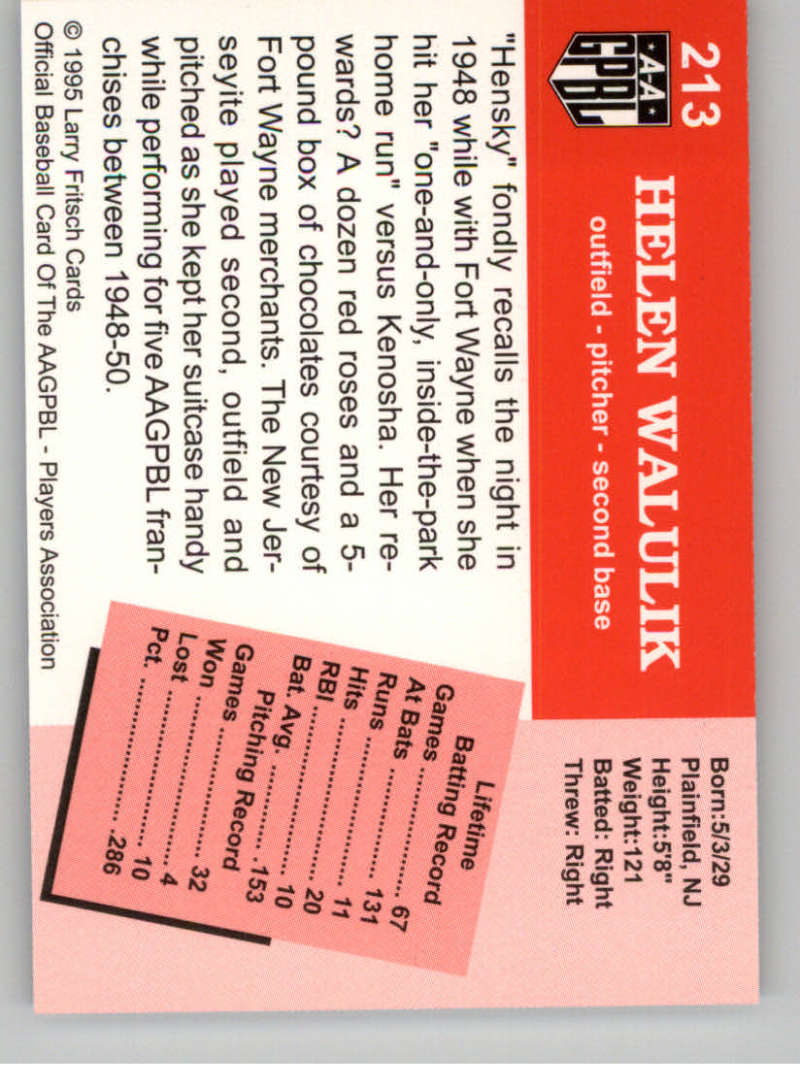 213
AA
GPBL
HELEN WALULIK
outfield - pitcher - second base
Born:5/3/29
Plainfield, NJ
Height:5'8"
Weight:121
Batted: Right
Threw: Right
"Hensky" fondly recalls the night in
1948 while with Fort Wayne when she
hit her "one-and-only, inside-the-park
home run" versus Kenosha. Her re-
wards? A dozen red roses and a 5-
pound box of chocolates courtesy of
Fort Wayne merchants. The New Jer-
seyite played second, outfield and
pitched as she kept her suitcase handy
while performing for five AAGPBL fran-
chises between 1948-50.
Lifetime
Batting Record
Games .................... 67
At Bats .................... 131
Runs .................... 11
Hits .................... 20
RBI .................... 10
Bat. Avg. .................... .153
Pitching Record
Games .................... 32
Won .................... 4
Lost .................... 10
Pct. .................... .286
© 1995 Larry Fritsch Cards
Official Baseball Card Of The AAGPBL - Players Association